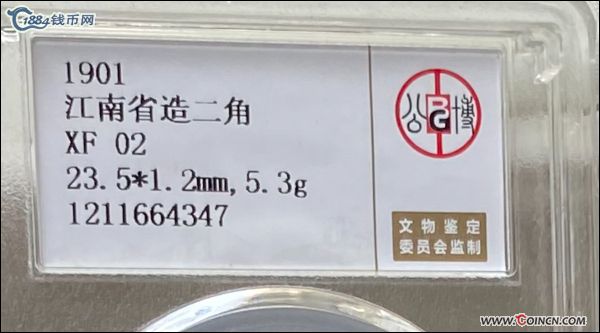 1884钱币网
1901
江南省造二角
XF 02
23.5*1.2mm,5.3g
1211664347
公博
BG
文物鉴定
委员会监制
WWW.COINCN.COM